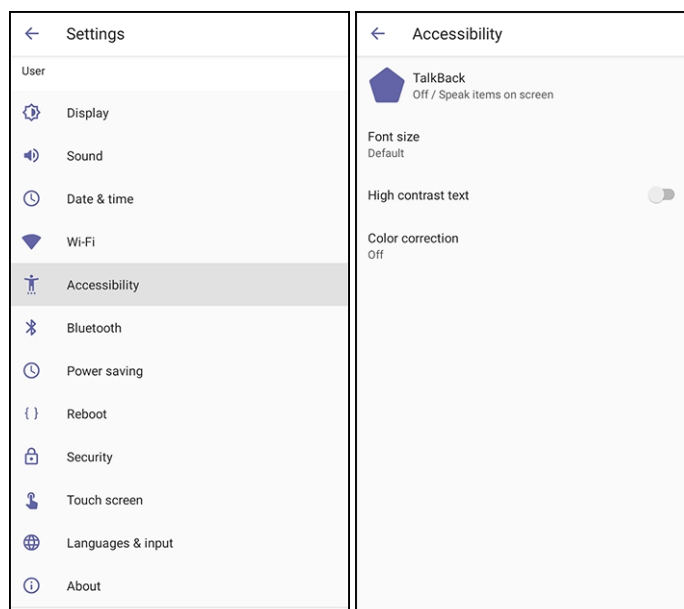 Settings
User
Display
Sound
Date & time
Wi-Fi
Accessibility
Bluetooth
Power saving
Reboot
Security
Touch screen
Languages & input
About
Accessibility
TalkBack
Off / Speak items on screen
Font size
Default
High contrast text
Color correction
Off